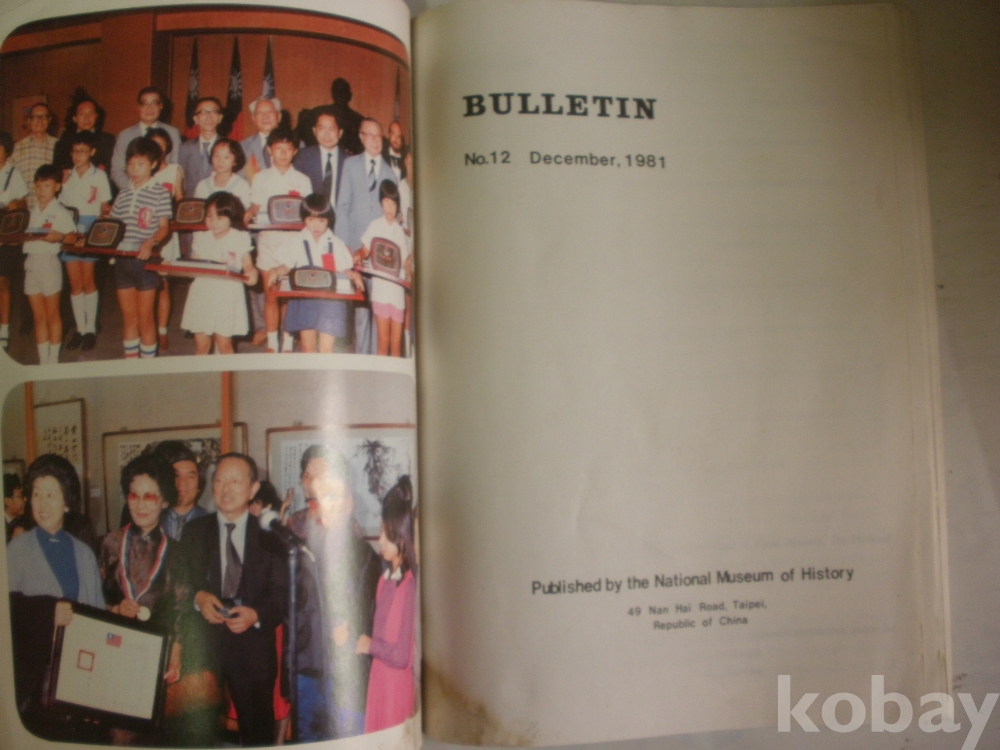 BULLETIN
No.12 December, 1981
Published by the National Museum of History
49 Nan Hai Road, Taipei,
Republic of China
kobay